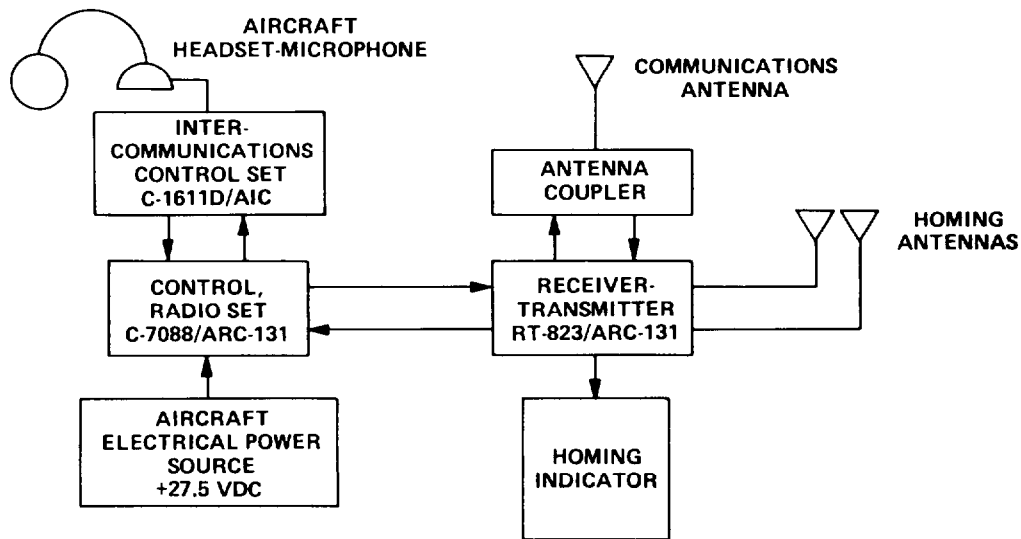 AIRCRAFT
HEADSET-MICROPHONE
COMMUNICATIONS
ANTENNA
INTER-
COMMUNICATIONS
CONTROL SET
C-1611D/AIC
ANTENNA
COUPLER
HOMING
ANTENNAS
CONTROL,
RADIO SET
C-7088/ARC-131
RECEIVER-
TRANSMITTER
RT-823/ARC-131
AIRCRAFT
ELECTRICAL POWER
SOURCE
+27.5 VDC
HOMING
INDICATOR